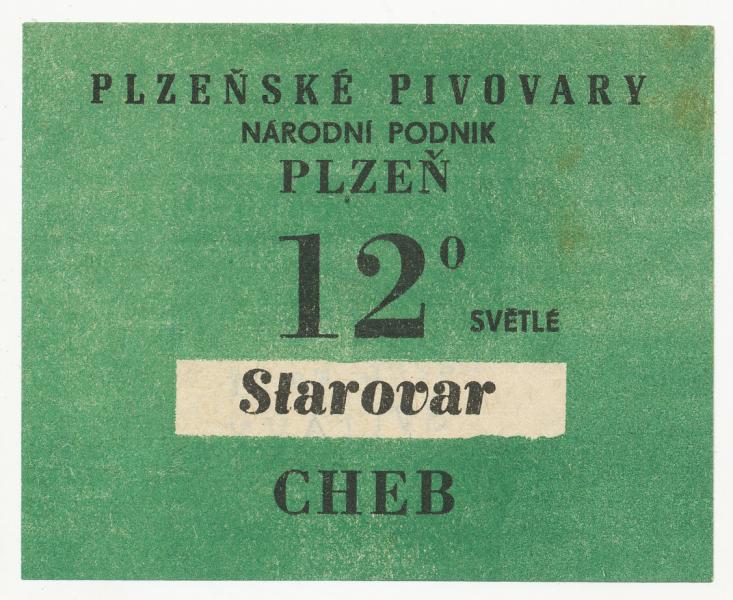 PLZEŇSKÉ PIVOVARY
NÁRODNÍ PODNIK
PLZEŇ
12°
SVĚTLÉ
Starovar
CHEB